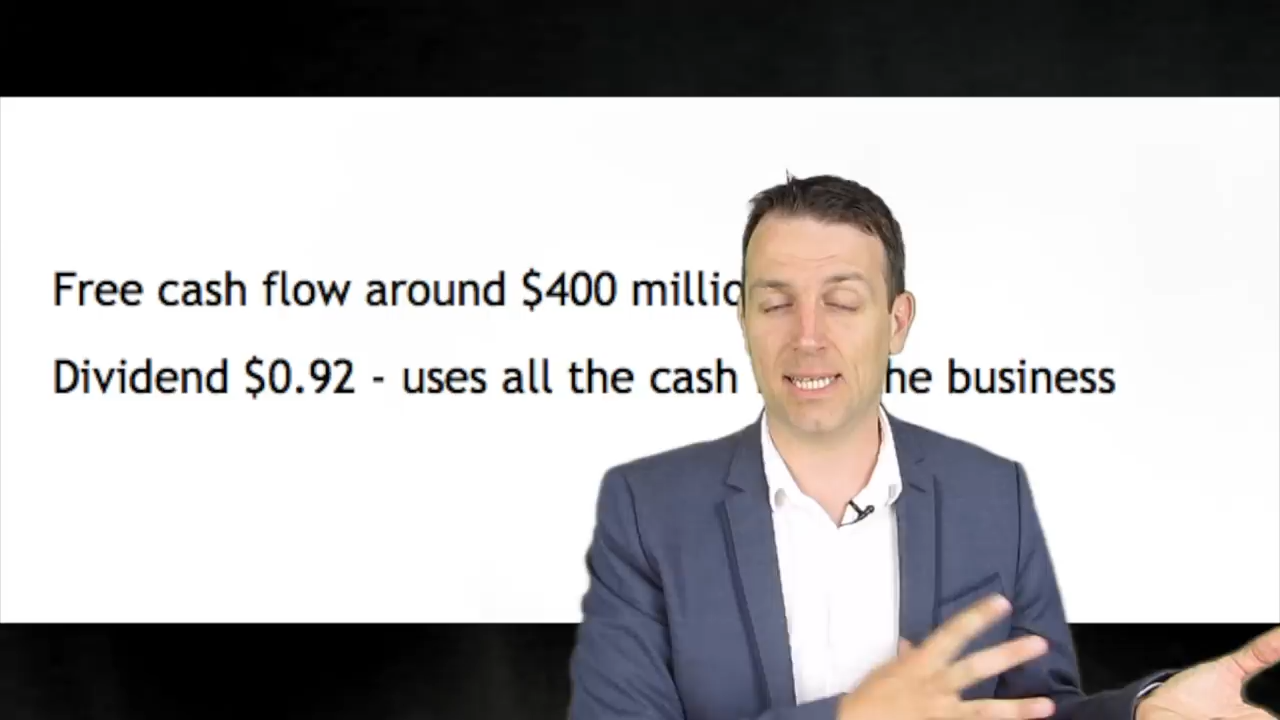 Free cash flow around $400 millio
Dividend $0.92 - uses all the cash he business